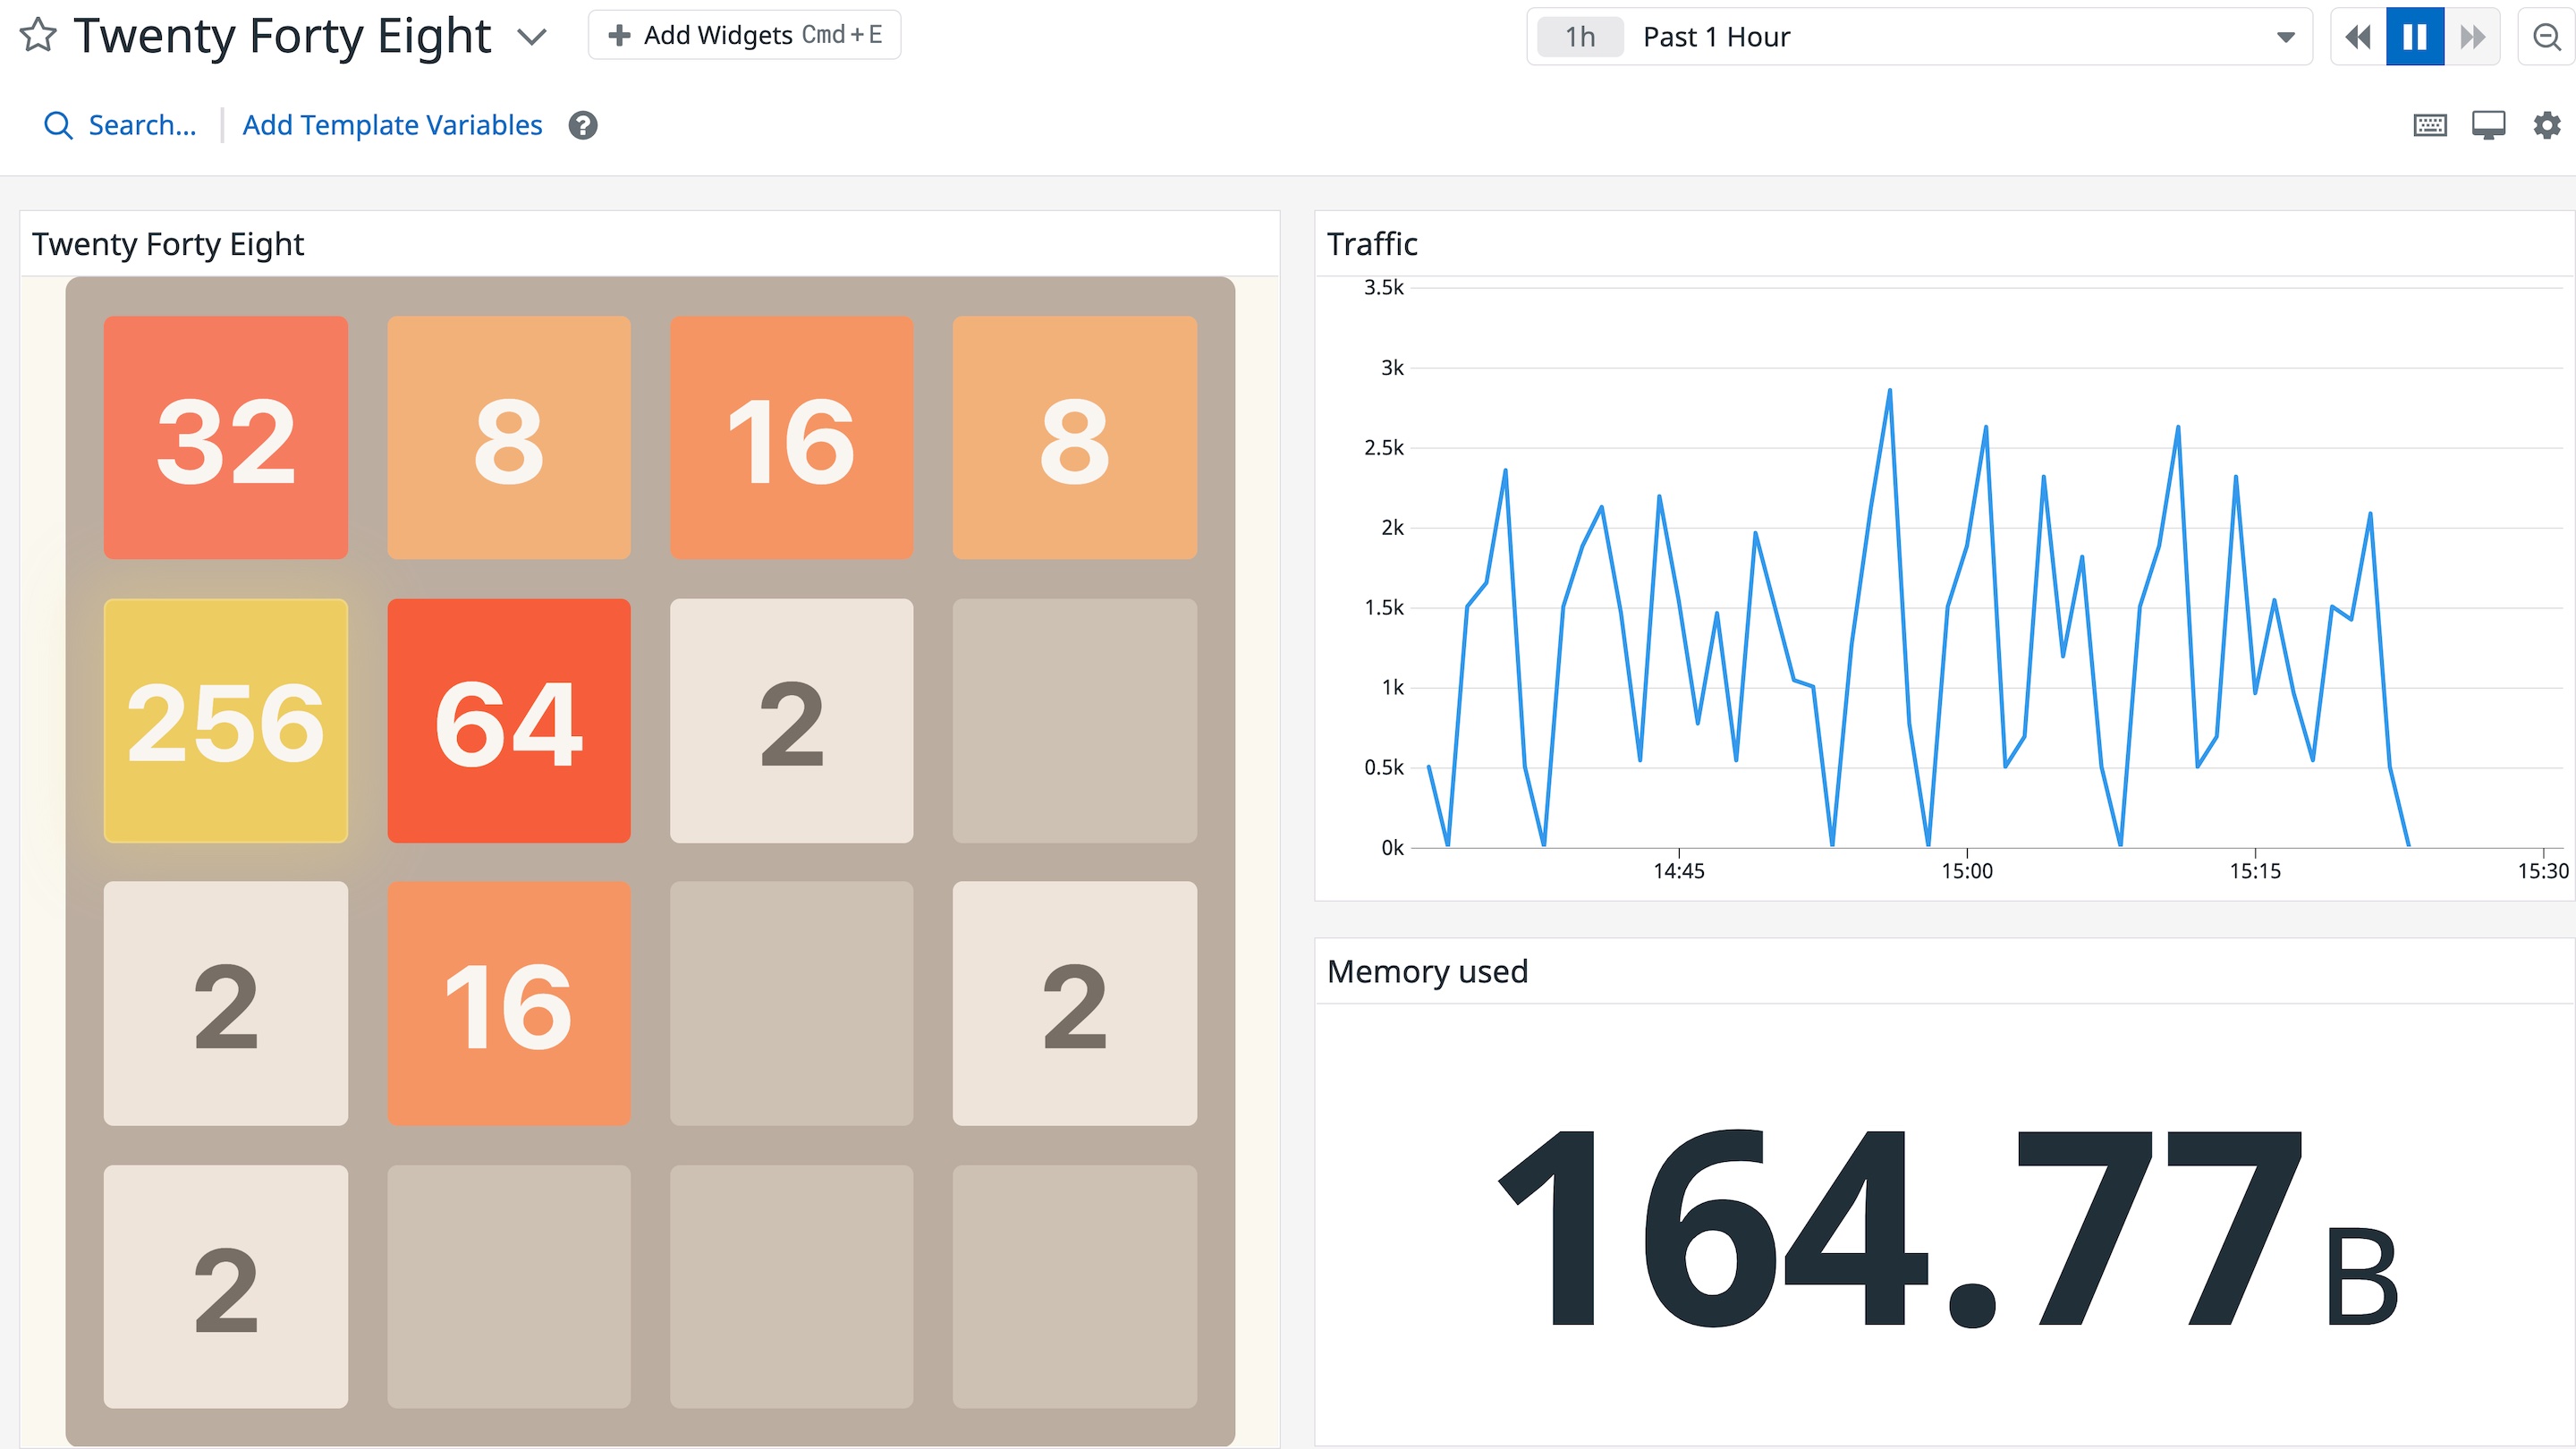 Twenty Forty Eight
Add Widgets Cmd+E
1h Past 1 Hour
Search...
Add Template Variables
?
Twenty Forty Eight
32 8 16 8
256 64 2
2 16 2
2
Traffic
3.5k
3k
2.5k
2k
1.5k
1k
0.5k
0k
14:45 15:00 15:15 15:30
Memory used
164.77 B